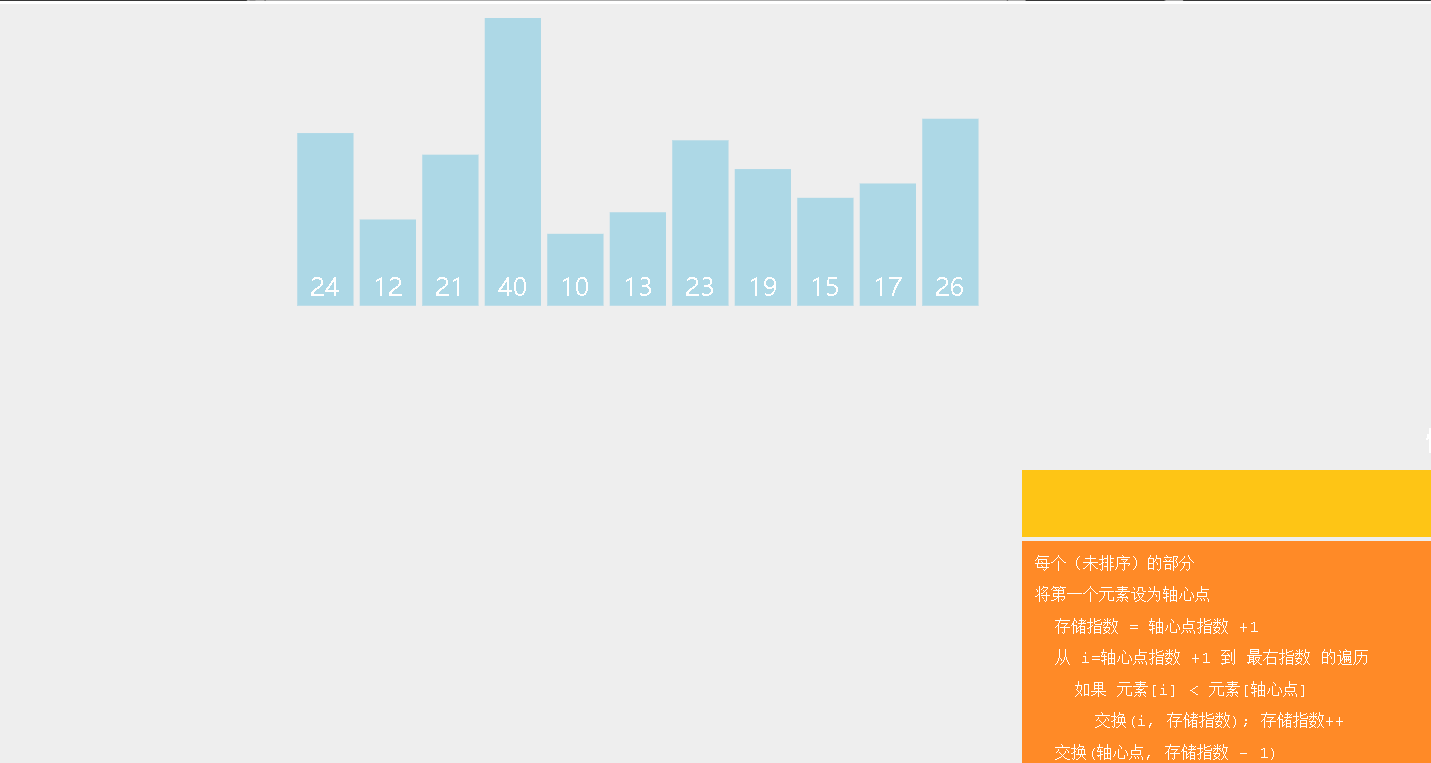 24 12 21 40 10 13 23 19 15 17 26
每个（未排序）的部分
将第一个元素设为轴心点
存储指数 = 轴心点指数 +1
从 i=轴心点指数 +1 到 最右指数 的遍历
如果 元素[i] < 元素[轴心点]
交换(i, 存储指数); 存储指数++
交换(轴心点, 存储指数 - 1)